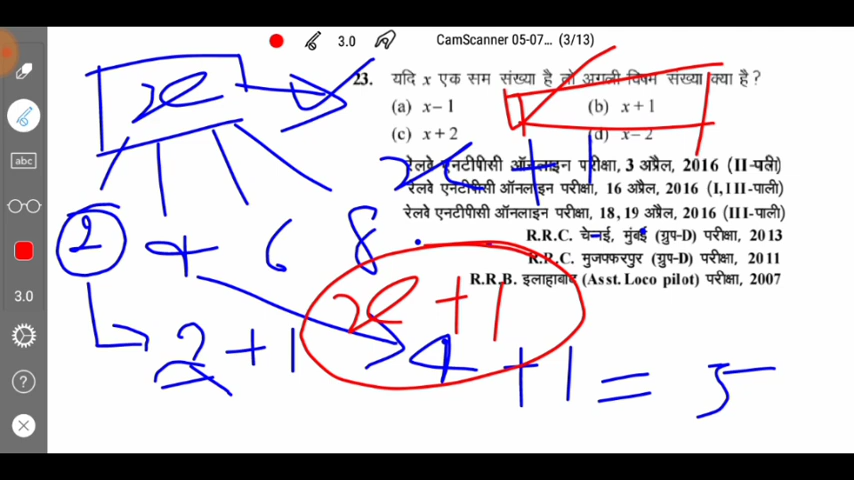 3.0
CamScanner 05-07... (3/13)
23. यदि x एक सम संख्या है तो अगली विषम संख्या क्या है?
(a) x – 1 (b) x + 1
(c) x + 2 (d) x – 2
x + 1
रेलवे एनटीपीसी ऑनलाइन परीक्षा, 3 अप्रैल, 2016 (II-पाली)
रेलवे एनटीपीसी ऑनलाइन परीक्षा, 16 अप्रैल, 2016 (I,III-पाली)
रेलवे एनटीपीसी ऑनलाइन परीक्षा, 18, 19 अप्रैल, 2016 (III-पाली)
R.R.C. चेन्नई, मुंबई (ग्रुप-D) परीक्षा, 2013
R.R.C. मुजफ्फरपुर (ग्रुप-D) परीक्षा, 2011
R.R.B. इलाहाबाद (Asst. Loco pilot) परीक्षा, 2007
x
2 4 6 8
x + 1
2 + 1 4 + 1 = 5
abc
3.0
?